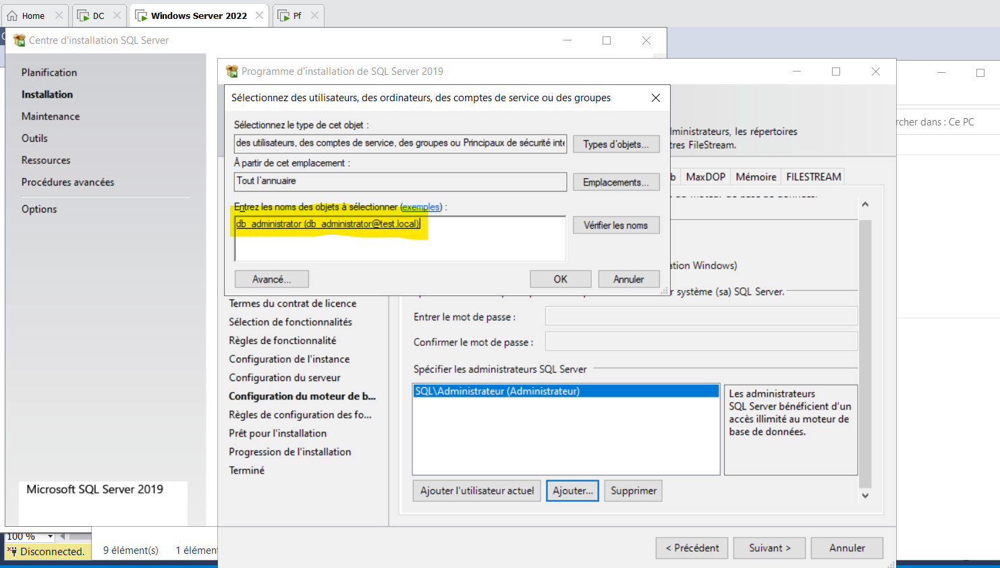 Home
DC
Windows Server 2022
Pf
Centre d'installation SQL Server
Planification
Installation
Maintenance
Outils
Ressources
Procédures avancées
Options
Microsoft SQL Server 2019
Programme d'installation de SQL Server 2019
Sélectionnez des utilisateurs, des ordinateurs, des comptes de service ou des groupes
Sélectionnez le type de cet objet :
des utilisateurs, des comptes de service, des groupes ou Principaux de sécurité inté
Types d'objets...
À partir de cet emplacement :
Tout l'annuaire
Emplacements...
Entrez les noms des objets à sélectionner (exemples) :
db_administrator (db_administrator@test.local)
Vérifier les noms
Avancé...
OK
Annuler
dministrateurs, les répertoires
tres FileStream.
rcher dans : Ce PC
b
MaxDOP
Mémoire
FILESTREAM
ation Windows)
r système (sa) SQL Server.
Termes du contrat de licence
Sélection de fonctionnalités
Règles de fonctionnalité
Configuration de l'instance
Configuration du serveur
Configuration du moteur de b...
Règles de configuration des fo...
Prêt pour l'installation
Progression de l'installation
Terminé
Entrer le mot de passe :
Confirmer le mot de passe :
Spécifier les administrateurs SQL Server
SQL\Administrateur (Administrateur)
Les administrateurs
SQL Server bénéficient d'un
accès illimité au moteur de
base de données.
Ajouter l'utilisateur actuel
Ajouter...
Supprimer
< Précédent
Suivant >
Annuler
100 %
Disconnected.
9 élément(s)
1 élément